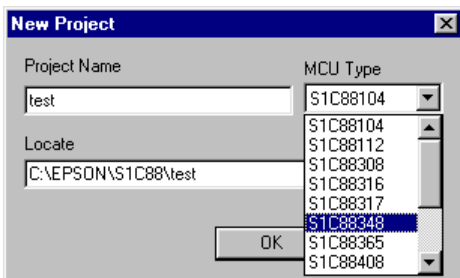 New Project
Project Name
MCU Type
test
S1C88104
S1C88104
S1C88112
S1C88308
S1C88316
S1C88317
S1C88348
S1C88365
S1C88408
Locate
C:\EPSON\S1C88\test
OK